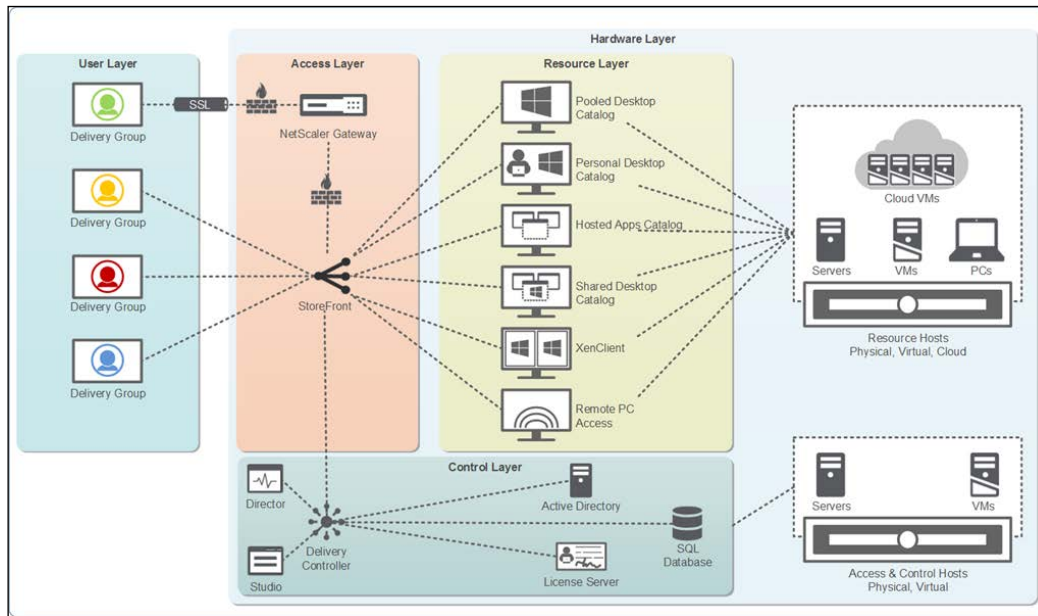 Hardware Layer
User Layer
Access Layer
Resource Layer
SSL
Delivery Group
NetScaler Gateway
Pooled Desktop
Catalog
Delivery Group
Personal Desktop
Catalog
Cloud VMs
Hosted Apps Catalog
Servers
VMs
PCs
Delivery Group
StoreFront
Shared Desktop
Catalog
Resource Hosts
Physical, Virtual, Cloud
XenClient
Delivery Group
Remote PC
Access
Control Layer
Director
Active Directory
Servers
VMs
Delivery
Controller
SQL
Database
Studio
License Server
Access & Control Hosts
Physical, Virtual